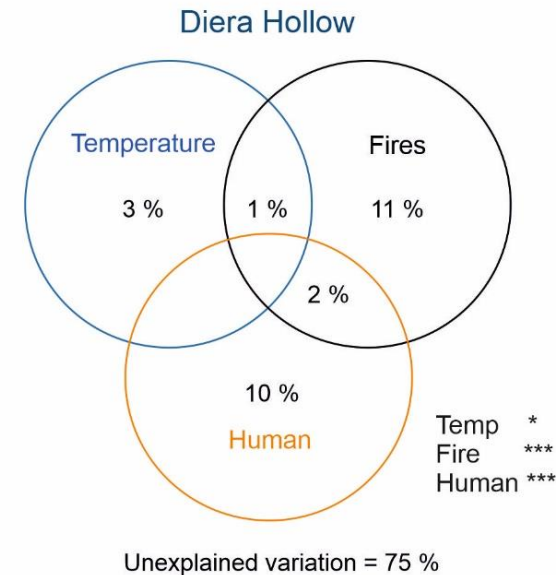 Diera Hollow
Temperature
Fires
3 %
1 %
11 %
2 %
10 %
Human
Temp *
Fire ***
Human ***
Unexplained variation = 75 %